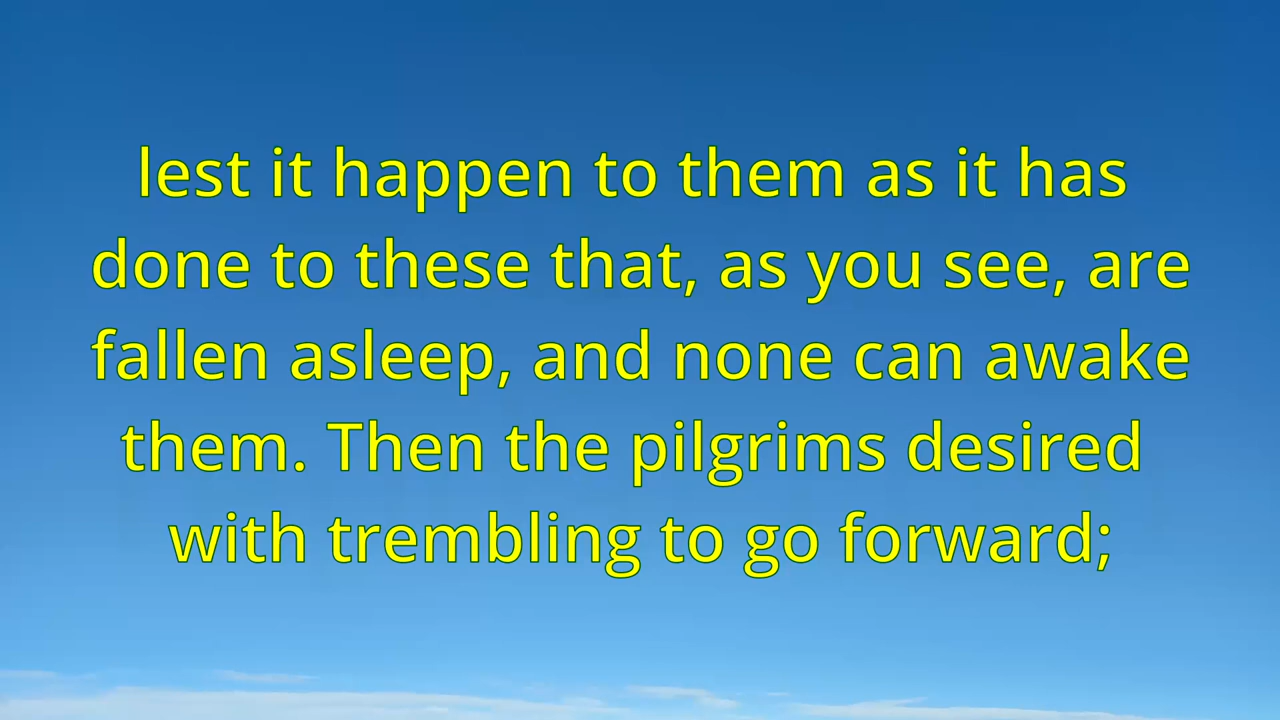 lest it happen to them as it has
done to these that, as you see, are
fallen asleep, and none can awake
them. Then the pilgrims desired
with trembling to go forward;